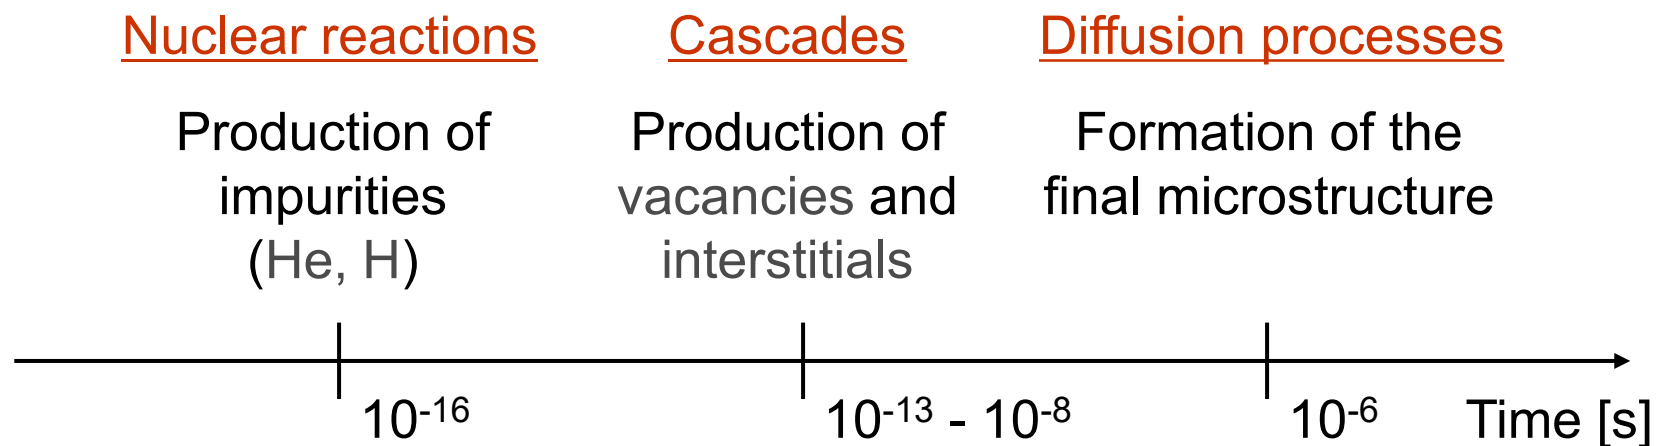 Nuclear reactions
Production of
impurities
(He, H)
Cascades
Production of
vacancies and
interstitials
Diffusion processes
Formation of the
final microstructure
10⁻¹⁶
10⁻¹³ - 10⁻⁸
10⁻⁶
Time [s]